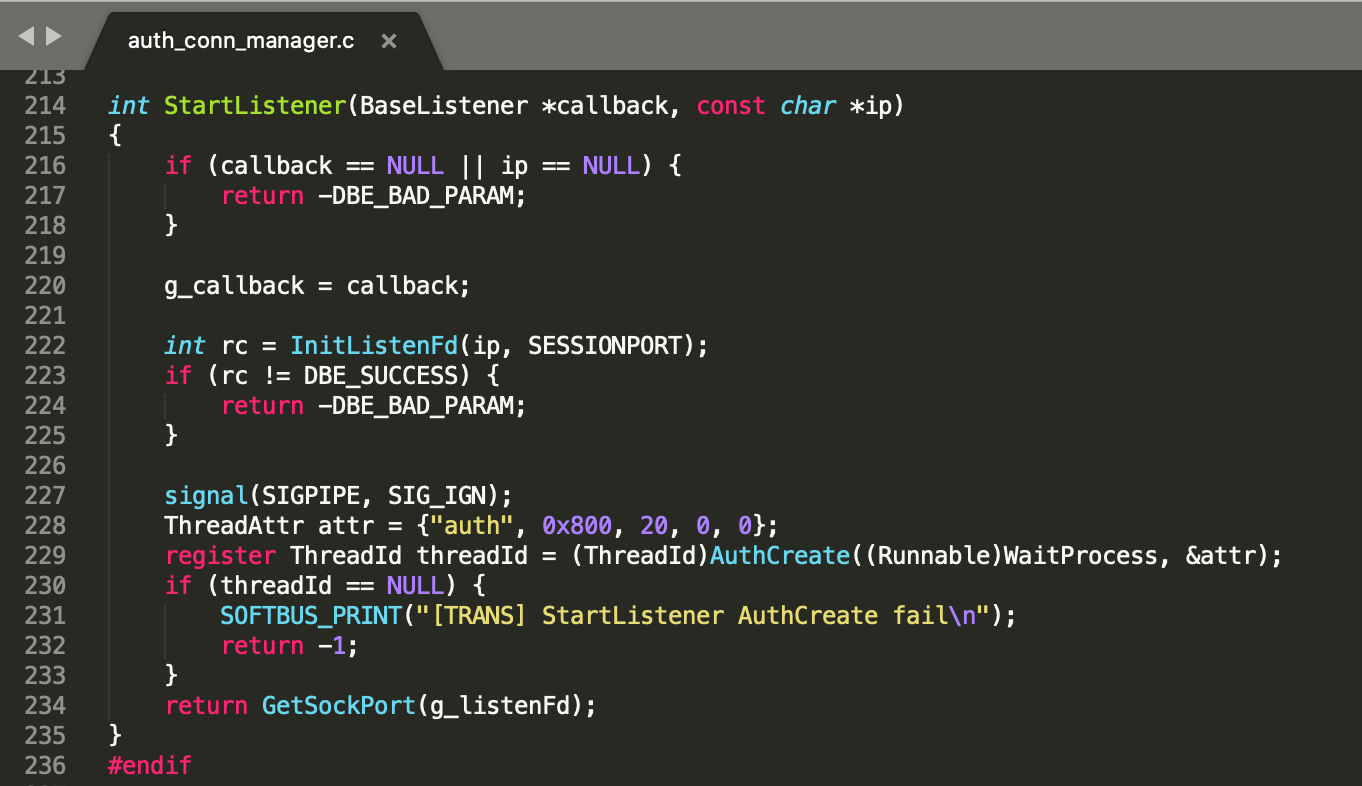 auth_conn_manager.c ×
213
214 int StartListener(BaseListener *callback, const char *ip)
215 {
216     if (callback == NULL || ip == NULL) {
217         return -DBE_BAD_PARAM;
218     }
219
220     g_callback = callback;
221
222     int rc = InitListenFd(ip, SESSIONPORT);
223     if (rc != DBE_SUCCESS) {
224         return -DBE_BAD_PARAM;
225     }
226
227     signal(SIGPIPE, SIG_IGN);
228     ThreadAttr attr = {"auth", 0x800, 20, 0, 0};
229     register ThreadId threadId = (ThreadId)AuthCreate((Runnable)WaitProcess, &attr);
230     if (threadId == NULL) {
231         SOFTBUS_PRINT("[TRANS] StartListener AuthCreate fail\n");
232         return -1;
233     }
234     return GetSockPort(g_listenFd);
235 }
236 #endif